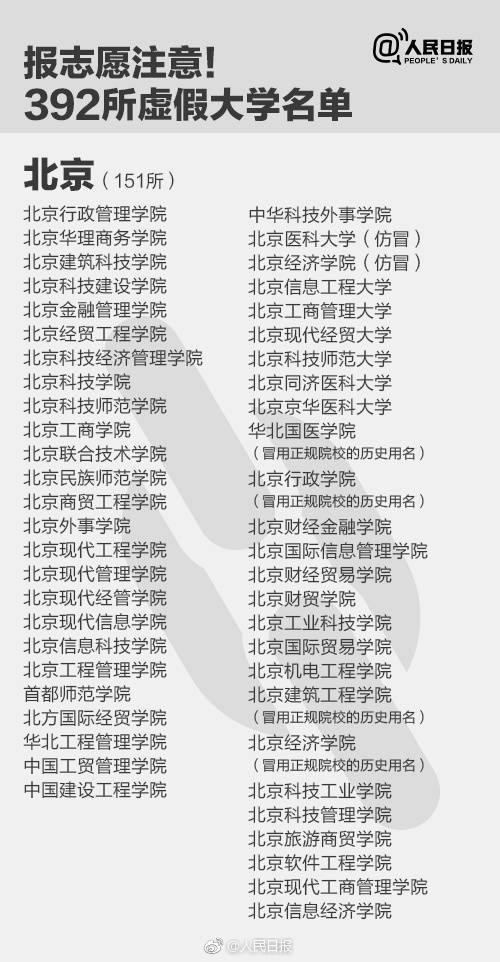 @人民日报
PEOPLE'S DAILY
报志愿注意!
392所虚假大学名单
北京（151所）
北京行政管理学院
北京华理商务学院
北京建筑科技学院
北京科技建设学院
北京金融管理学院
北京经贸工程学院
北京科技经济管理学院
北京科技学院
北京科技师范学院
北京工商学院
北京联合技术学院
北京民族师范学院
北京商贸工程学院
北京外事学院
北京现代工程学院
北京现代管理学院
北京现代经管学院
北京现代信息学院
北京信息科技学院
北京工程管理学院
首都师范学院
北方国际经贸学院
华北工程管理学院
中国工贸管理学院
中国建设工程学院
中华科技外事学院
北京医科大学（仿冒）
北京经济学院（仿冒）
北京信息工程大学
北京工商管理大学
北京现代经贸大学
北京科技师范大学
北京同济医科大学
北京京华医科大学
华北国医学院
（冒用正规院校的历史用名）
北京行政学院
（冒用正规院校的历史用名）
北京财经金融学院
北京国际信息管理学院
北京财经贸易学院
北京财贸学院
北京工业科技学院
北京国际贸易学院
北京机电工程学院
北京建筑工程学院
（冒用正规院校的历史用名）
北京经济学院
（冒用正规院校的历史用名）
北京科技工业学院
北京科技管理学院
北京旅游商贸学院
北京软件工程学院
北京现代工商管理学院
北京信息经济学院
@人民日报